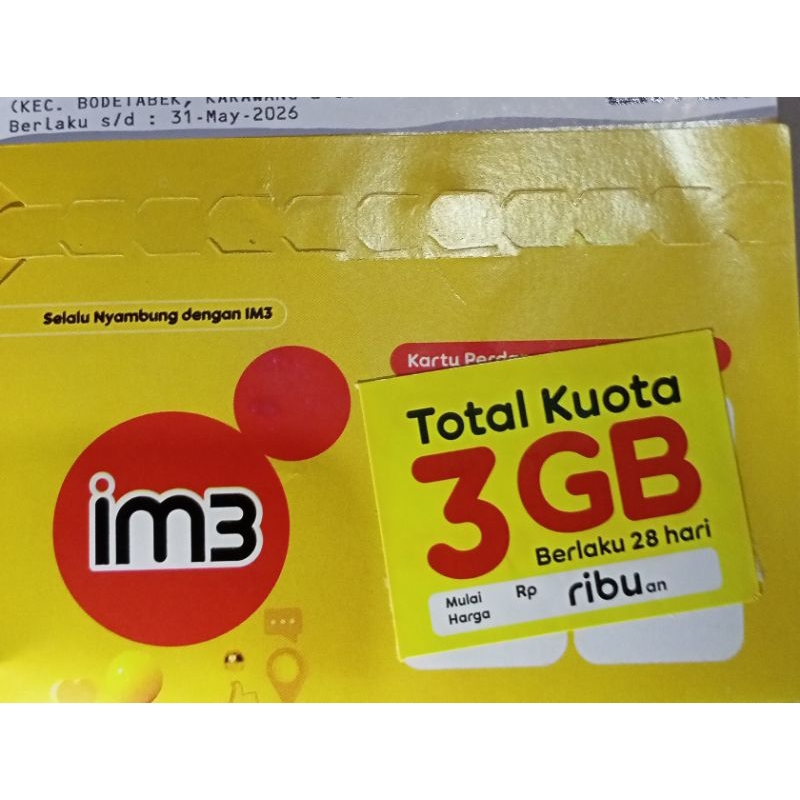 (KEC. BODETABEK, KARAWANG &
Berlaku s/d : 31-May-2026
Selalu Nyambung dengan IM3
Kartu
im3
Total Kuota
3GB
Berlaku 28 hari
Mulai Harga Rp ribuan